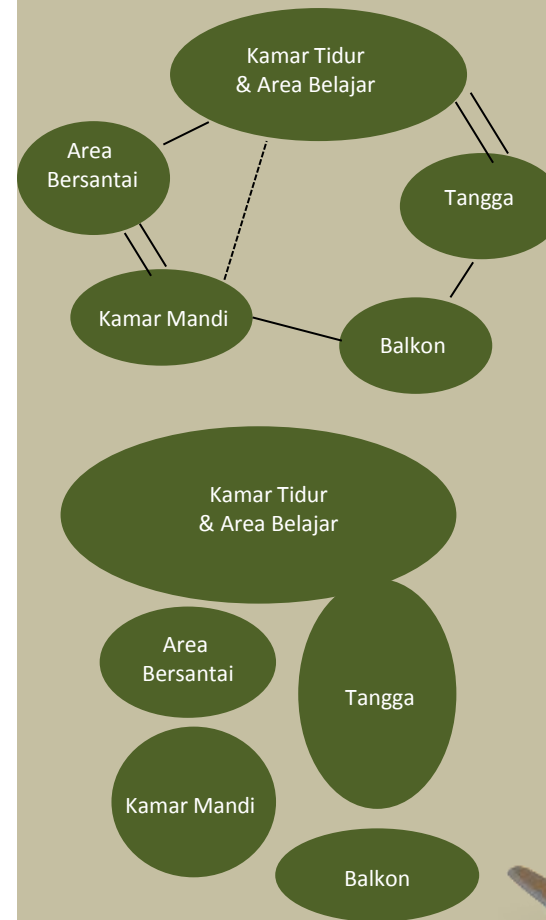 Kamar Tidur
& Area Belajar
Area
Bersantai
Tangga
Kamar Mandi
Balkon
Kamar Tidur
& Area Belajar
Area
Bersantai
Tangga
Kamar Mandi
Balkon